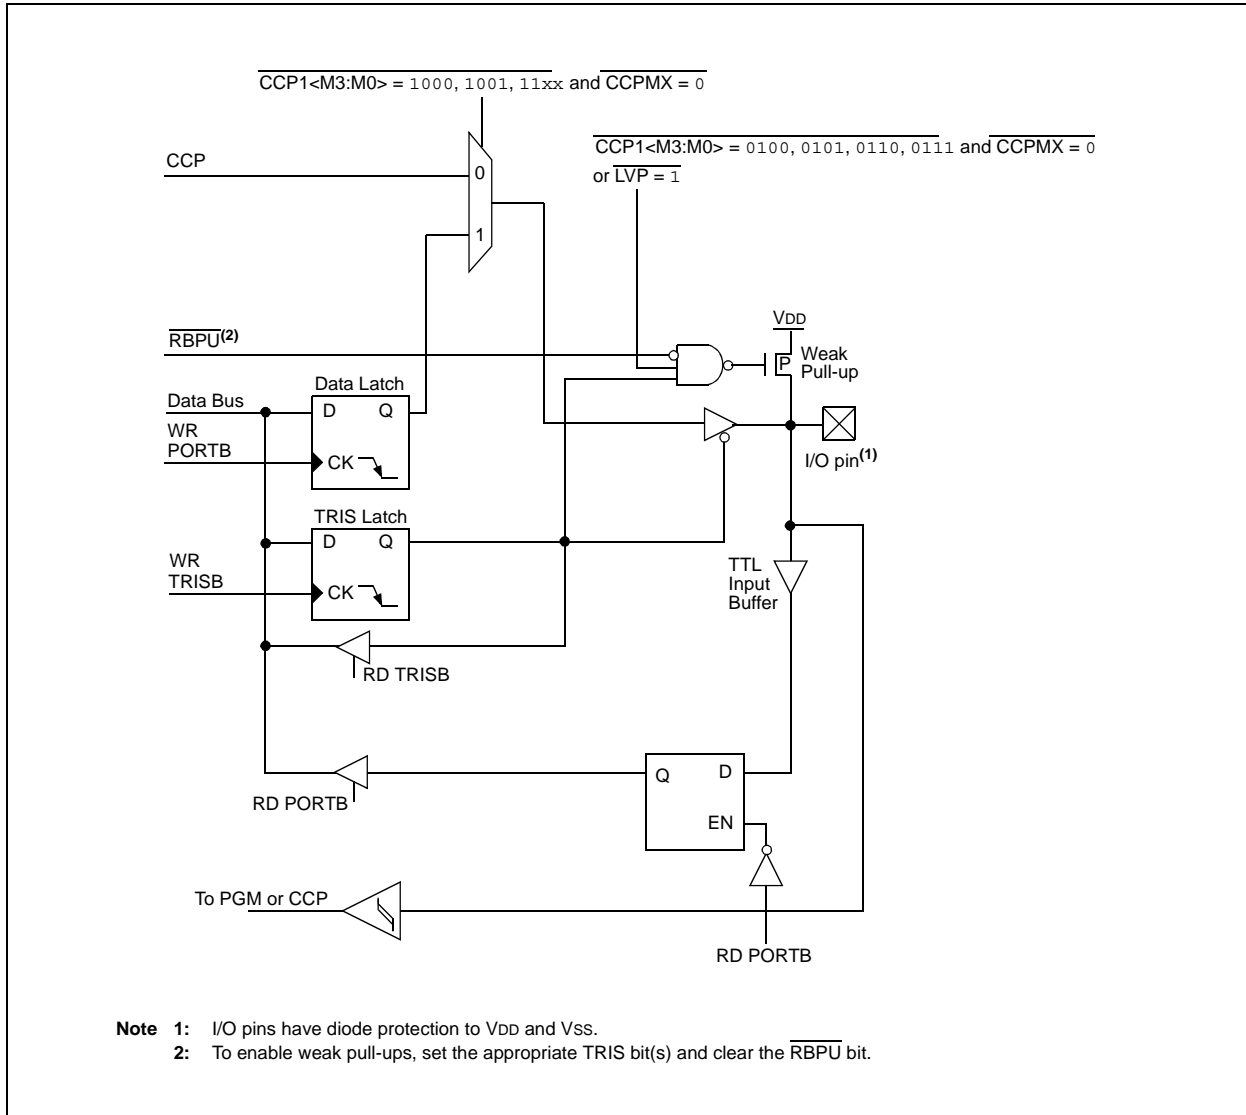 CCP1<M3:M0> = 1000, 1001, 11xx and CCPMX = 0
CCP1<M3:M0> = 0100, 0101, 0110, 0111 and CCPMX = 0
or LVP = 1
CCP
0
1
VDD
RBPU(2)
P
Weak
Pull-up
Data Latch
Data Bus
D Q
WR
PORTB
CK
I/O pin(1)
TRIS Latch
D Q
WR
TRISB
CK
TTL
Input
Buffer
RD TRISB
Q D
EN
RD PORTB
To PGM or CCP
RD PORTB
Note 1: I/O pins have diode protection to VDD and VSS.
2: To enable weak pull-ups, set the appropriate TRIS bit(s) and clear the RBPU bit.